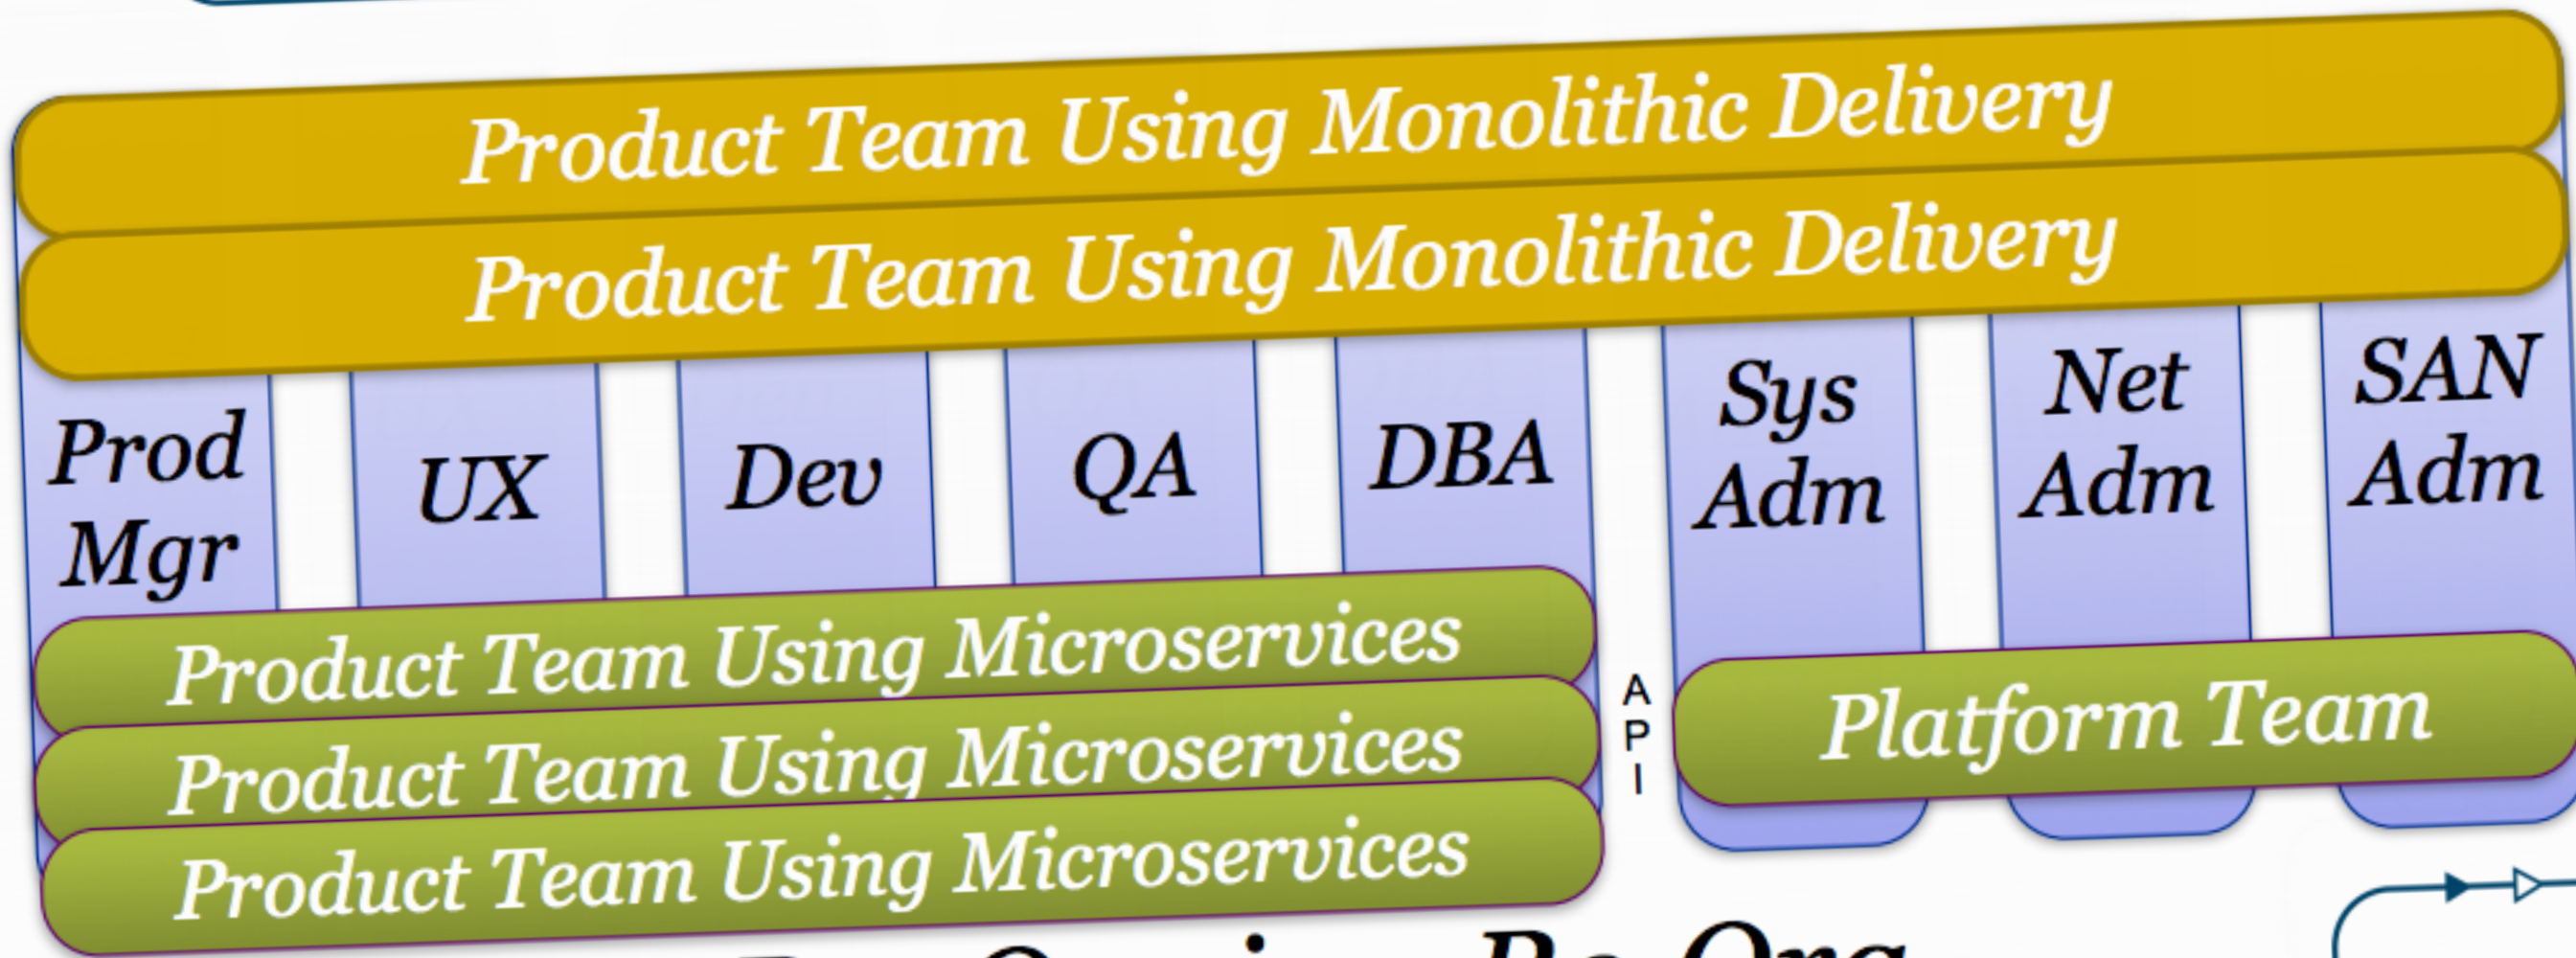 Product Team Using Monolithic Delivery
Product Team Using Monolithic Delivery
Prod
Mgr
UX
Dev
QA
DBA
Sys
Adm
Net
Adm
SAN
Adm
Product Team Using Microservices
Product Team Using Microservices
Product Team Using Microservices
A
P
I
Platform Team